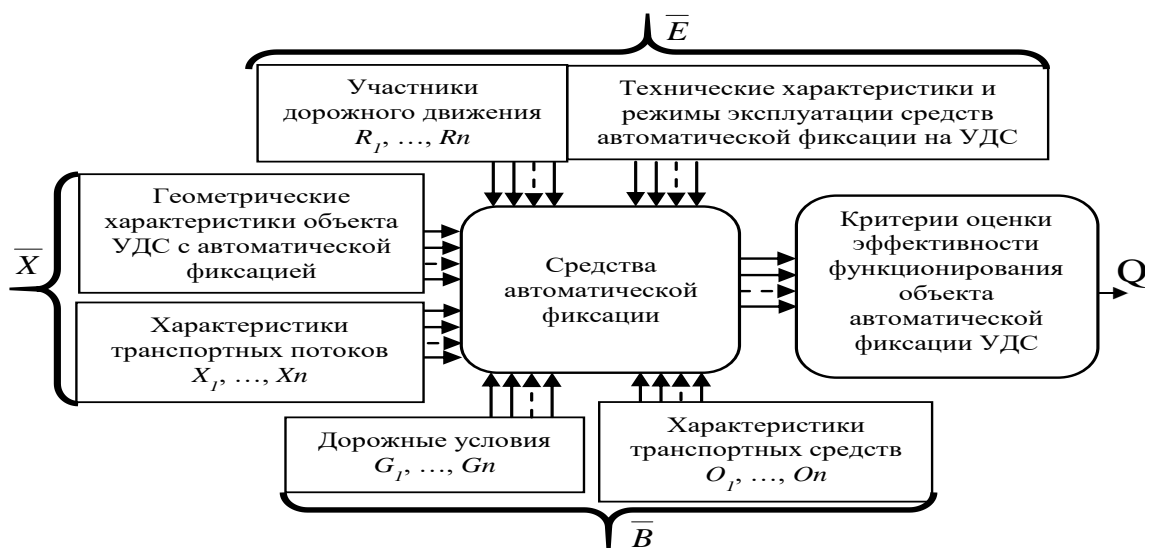 E
Участники
дорожного движения
R1, …, Rn
Технические характеристики и
режимы эксплуатации средств
автоматической фиксации на УДС
X
Геометрические
характеристики объекта
УДС с автоматической
фиксацией
Характеристики
транспортных потоков
X1, …, Xn
Средства
автоматической
фиксации
Критерии оценки
эффективности
функционирования
объекта
автоматической
фиксации УДС
Q
Дорожные условия
G1, …, Gn
Характеристики
транспортных средств
O1, …, On
B